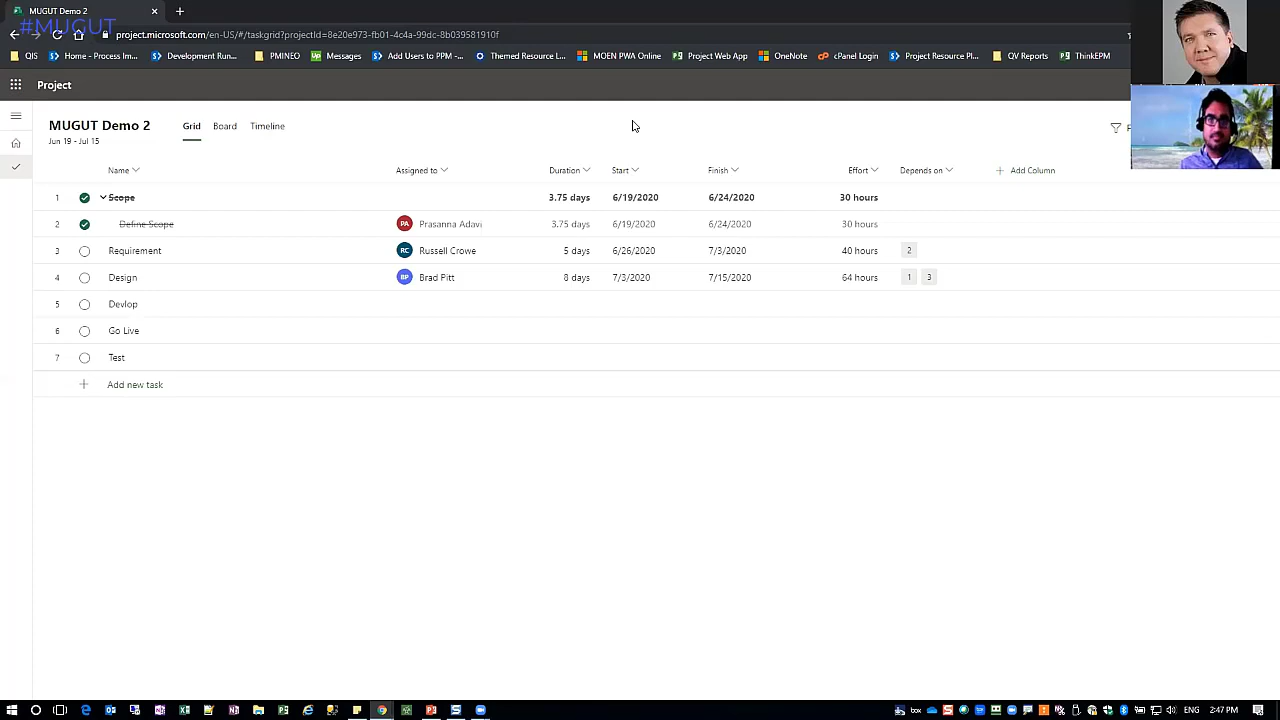 MUGUT Demo 2
#MUGUT
project.microsoft.com/en-US/#/taskgrid?projectId=8e20e973-fb01-4c4a-99dc-8b039581910f
QIS Home - Process Im... Development Run... PMINFO Messages Add Users to PPM -... Themed Resource L... MOEN PWA Online Project Web App OneNote cPanel Login Project Resource Pl... QV Reports ThinkEPM
Project
MUGUT Demo 2 Grid Board Timeline
Jun 19 - Jul 15
Name Assigned to Duration Start Finish Effort Depends on Add Column
1 Scope 3.75 days 6/19/2020 6/24/2020 30 hours
2 Define Scope PA Prasanna Adavi 3.75 days 6/19/2020 6/24/2020 30 hours
3 Requirement RC Russell Crowe 5 days 6/26/2020 7/3/2020 40 hours 2
4 Design BP Brad Pitt 8 days 7/3/2020 7/15/2020 64 hours 1 3
5 Devlop
6 Go Live
7 Test
Add new task
ENG 2:47 PM